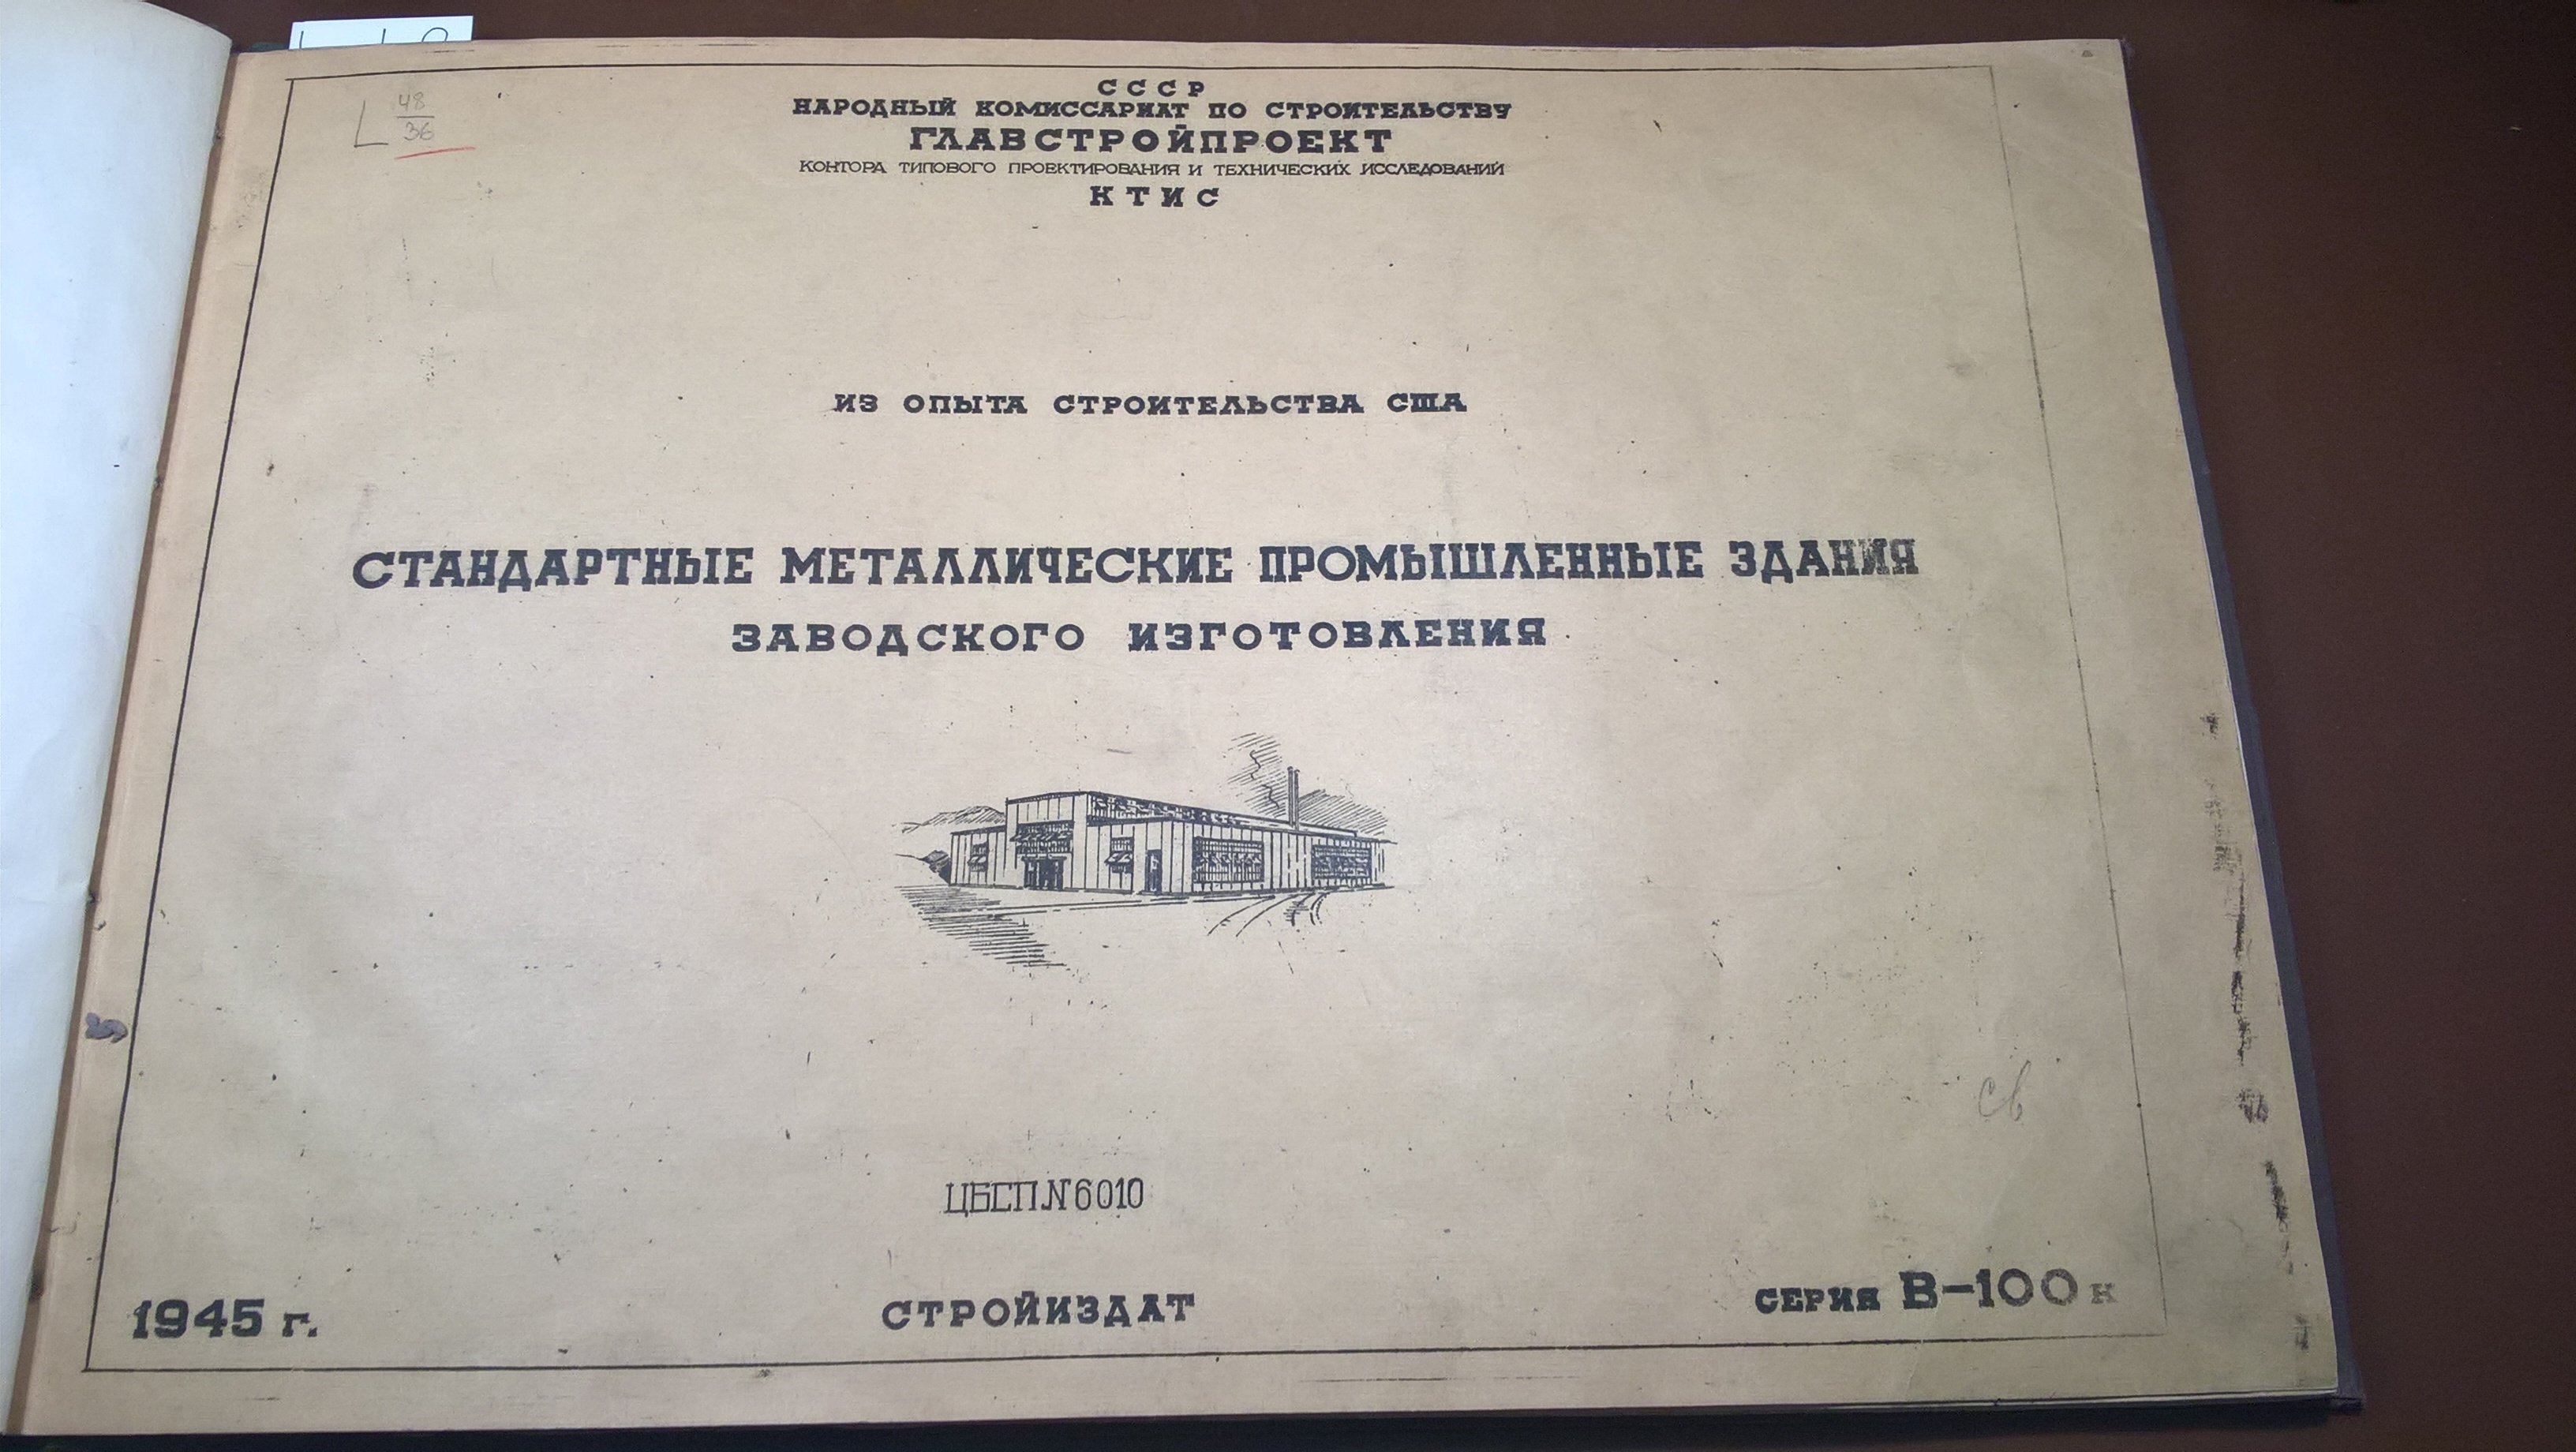 48
36
СССР
НАРОДНЫЙ КОМИССАРИАТ ПО СТРОИТЕЛЬСТВУ
ГЛАВСТРОЙПРОЕКТ
КОНТОРА ТИПОВОГО ПРОЕКТИРОВАНИЯ И ТЕХНИЧЕСКИХ ИССЛЕДОВАНИЙ
КТИС
ИЗ ОПЫТА СТРОИТЕЛЬСТВА США
СТАНДАРТНЫЕ МЕТАЛЛИЧЕСКИЕ ПРОМЫШЛЕННЫЕ ЗДАНИЯ
ЗАВОДСКОГО ИЗГОТОВЛЕНИЯ
св
ЦБСП.N 6010
1945 г.
СТРОЙИЗДАТ
СЕРИЯ В-100 к